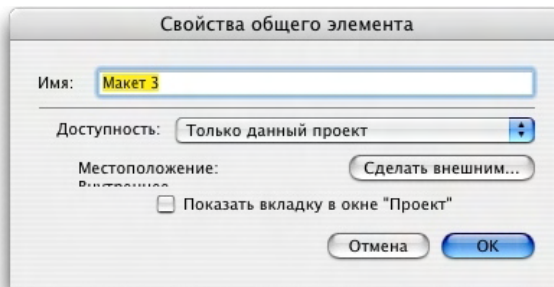 Свойства общего элемента
Имя: Макет 3
Доступность: Только данный проект
Местоположение: Сделать внешним...
Показать вкладку в окне "Проект"
Отмена OK